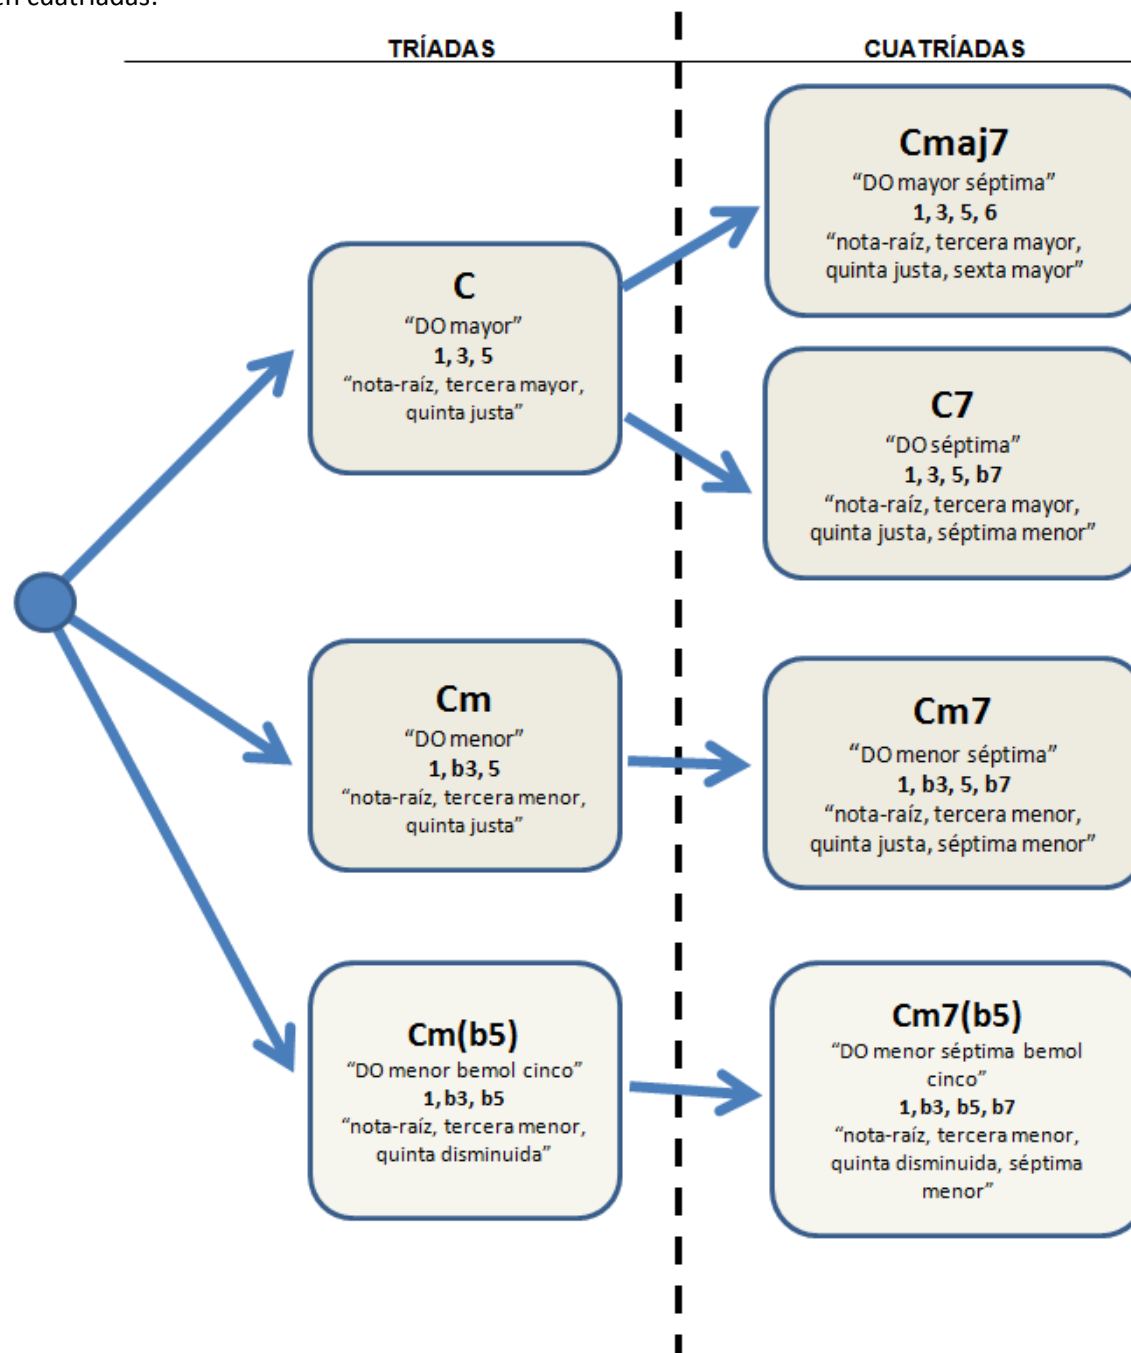 en cuatríadas:
TRÍADAS
CUATRÍADAS
Cmaj7
“DO mayor séptima”
1, 3, 5, 6
“nota-raíz, tercera mayor,
quinta justa, sexta mayor”
C
“DO mayor”
1, 3, 5
“nota-raíz, tercera mayor,
quinta justa”
C7
“DO séptima”
1, 3, 5, b7
“nota-raíz, tercera mayor,
quinta justa, séptima menor”
Cm
“DO menor”
1, b3, 5
“nota-raíz, tercera menor,
quinta justa”
Cm7
“DO menor séptima”
1, b3, 5, b7
“nota-raíz, tercera menor,
quinta justa, séptima menor”
Cm(b5)
“DO menor bemol cinco”
1, b3, b5
“nota-raíz, tercera menor,
quinta disminuida”
Cm7(b5)
“DO menor séptima bemol
cinco”
1, b3, b5, b7
“nota-raíz, tercera menor,
quinta disminuida, séptima
menor”